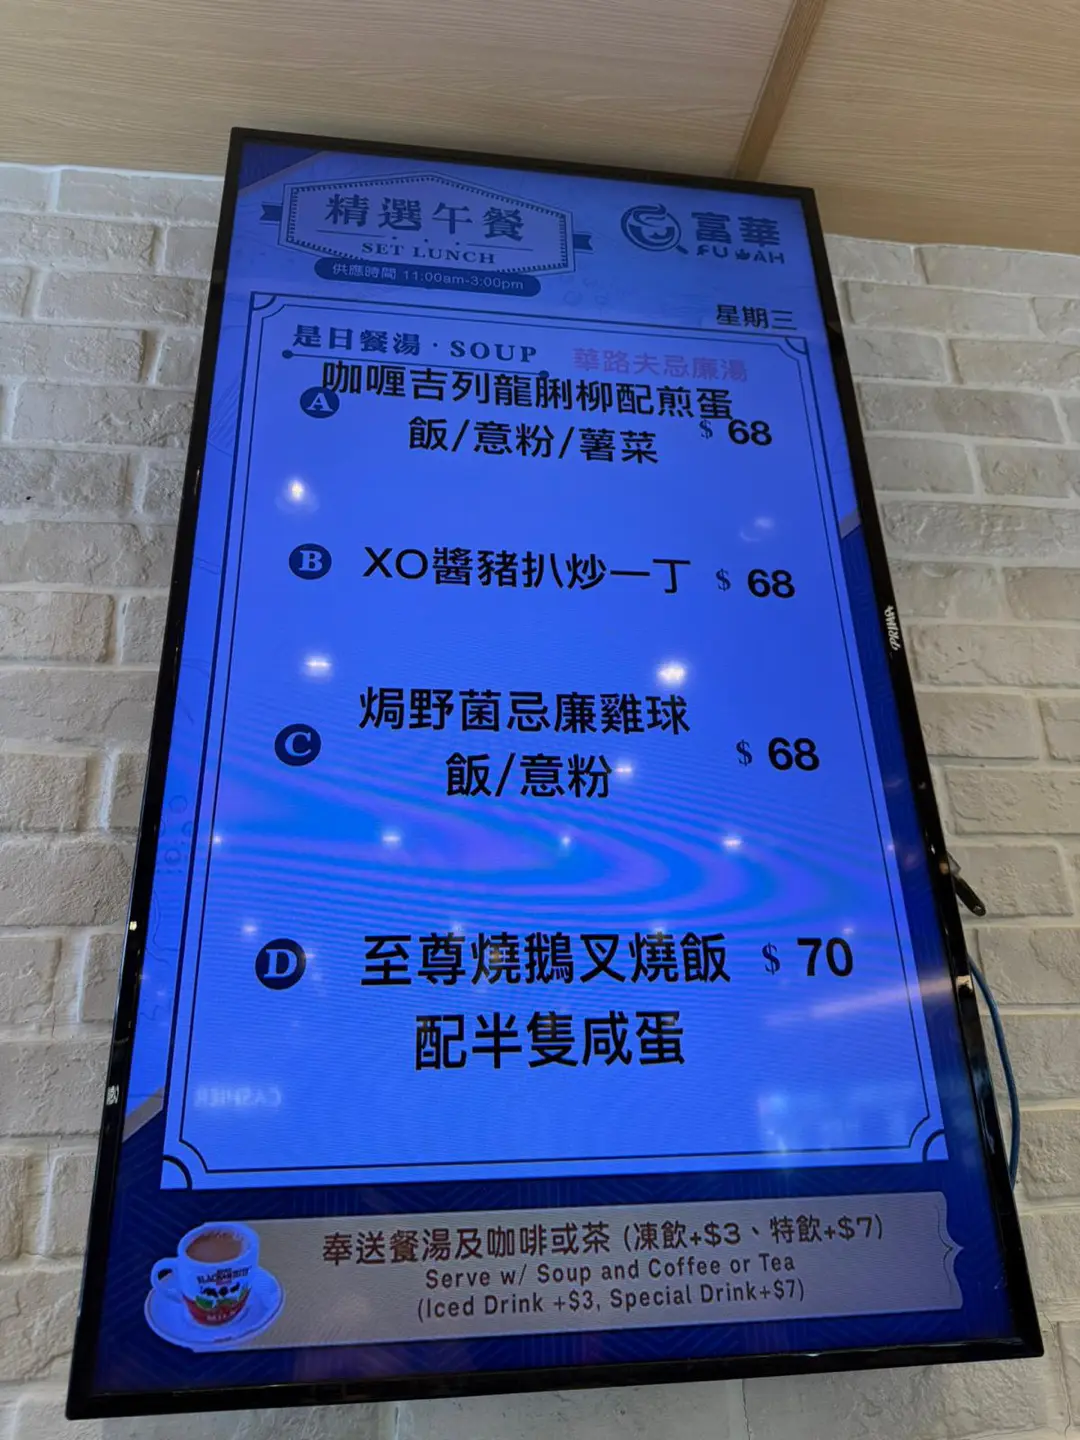 精選午餐
SET LUNCH
供應時間 11:00am-3:00pm
富華
FU WAH
星期三
是日餐湯 · SOUP 華路夫忌廉湯
A 咖喱吉列龍脷柳配煎蛋
飯/意粉/薯菜 $ 68
B XO醬豬扒炒一丁 $ 68
C 焗野菌忌廉雞球
飯/意粉 $ 68
D 至尊燒鵝叉燒飯 $ 70
配半隻咸蛋
CASHIER
奉送餐湯及咖啡或茶 (凍飲+$3、特飲+$7)
Serve w/ Soup and Coffee or Tea
(Iced Drink +$3, Special Drink+$7)
BLACK&WHITE
PRIMA